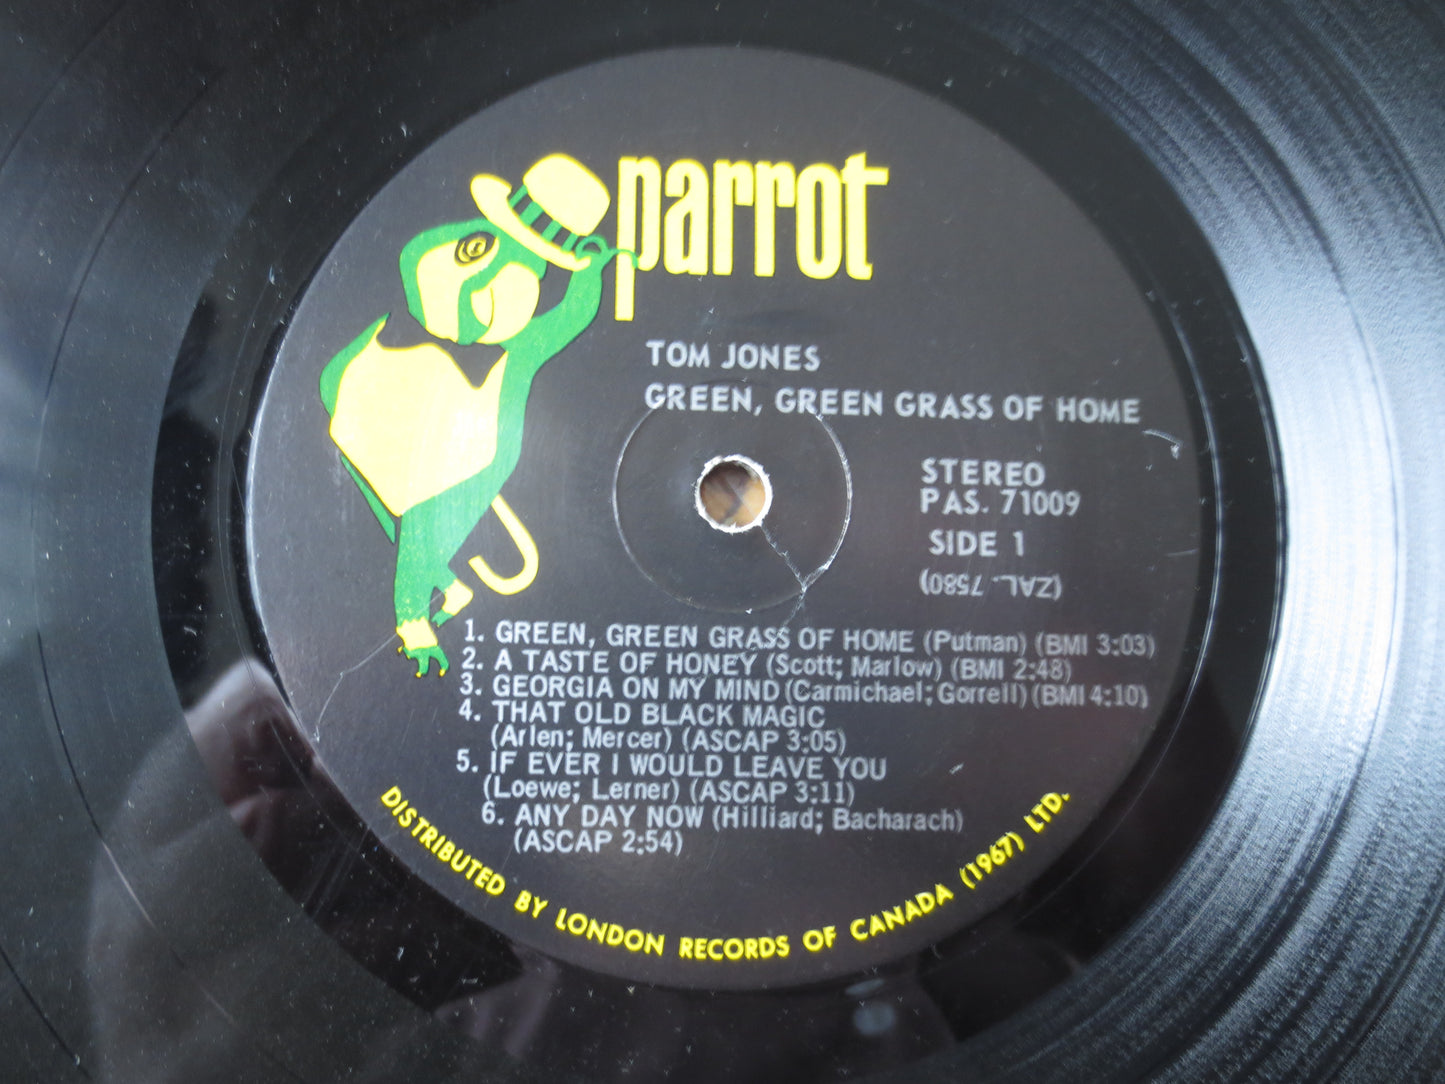 parrot
TOM JONES
GREEN, GREEN GRASS OF HOME
STEREO
PAS. 71009
SIDE 1
(ZAL. 7580)
1. GREEN, GREEN GRASS OF HOME (Putman) (BMI 3:03)
2. A TASTE OF HONEY (Scott; Marlow) (BMI 2:48)
3. GEORGIA ON MY MIND (Carmichael; Gorrell) (BMI 4:10)
4. THAT OLD BLACK MAGIC
(Arlen; Mercer) (ASCAP 3:05)
5. IF EVER I WOULD LEAVE YOU
(Loewe; Lerner) (ASCAP 3:11)
6. ANY DAY NOW (Hilliard; Bacharach)
(ASCAP 2:54)
DISTRIBUTED BY LONDON RECORDS OF CANADA (1967) LTD.